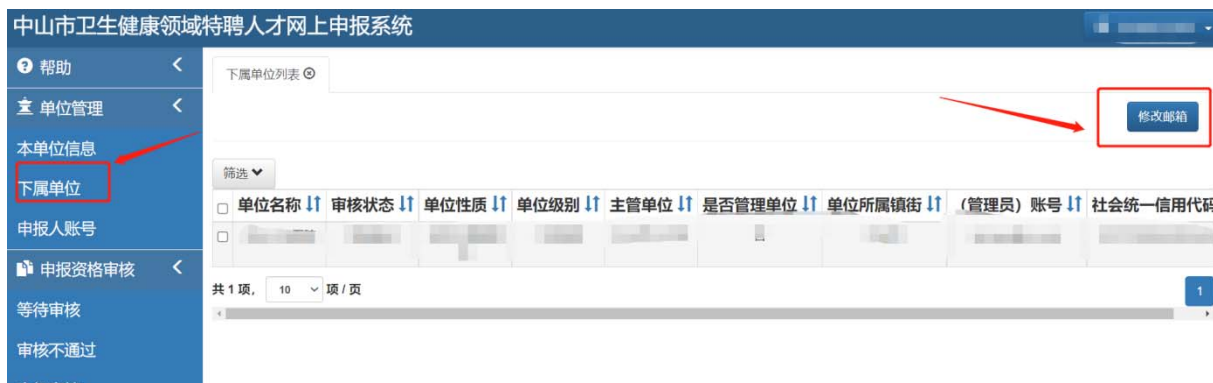 中山市卫生健康领域特聘人才网上申报系统
帮助
单位管理
本单位信息
下属单位
申报人账号
申报资格审核
等待审核
审核不通过
下属单位列表
修改邮箱
筛选
单位名称 审核状态 单位性质 单位级别 主管单位 是否管理单位 单位所属镇街 (管理员) 账号 社会统一信用代码
共 1 项, 10 项 / 页
1